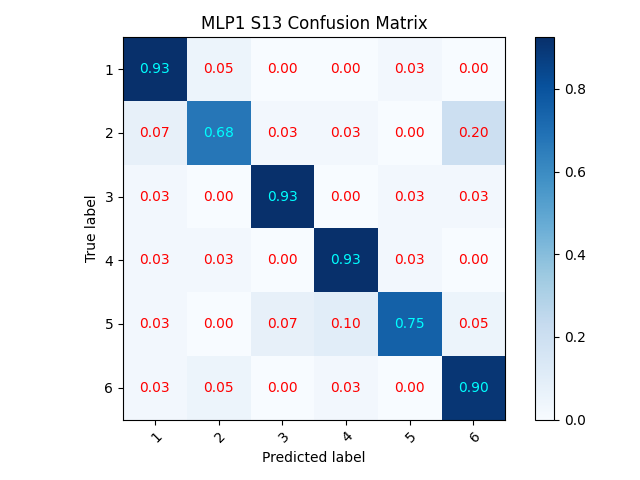 MLP1 S13 Confusion Matrix
1 0.93 0.05 0.00 0.00 0.03 0.00
2 0.07 0.68 0.03 0.03 0.00 0.20
3 0.03 0.00 0.93 0.00 0.03 0.03
4 0.03 0.03 0.00 0.93 0.03 0.00
5 0.03 0.00 0.07 0.10 0.75 0.05
6 0.03 0.05 0.00 0.03 0.00 0.90
1 2 3 4 5 6
Predicted label
True label
0.8
0.6
0.4
0.2
0.0